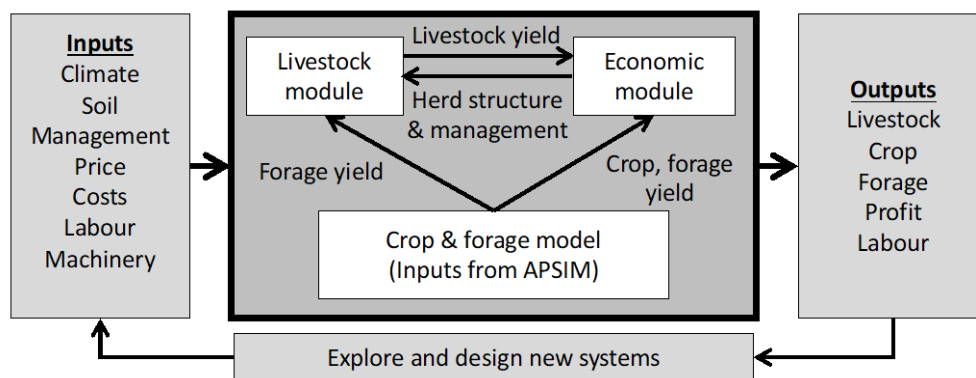 Inputs
Climate
Soil
Management
Price
Costs
Labour
Machinery
Livestock yield
Livestock
module
Economic
module
Herd structure
& management
Forage yield
Crop, forage
yield
Crop & forage model
(Inputs from APSIM)
Outputs
Livestock
Crop
Forage
Profit
Labour
Explore and design new systems